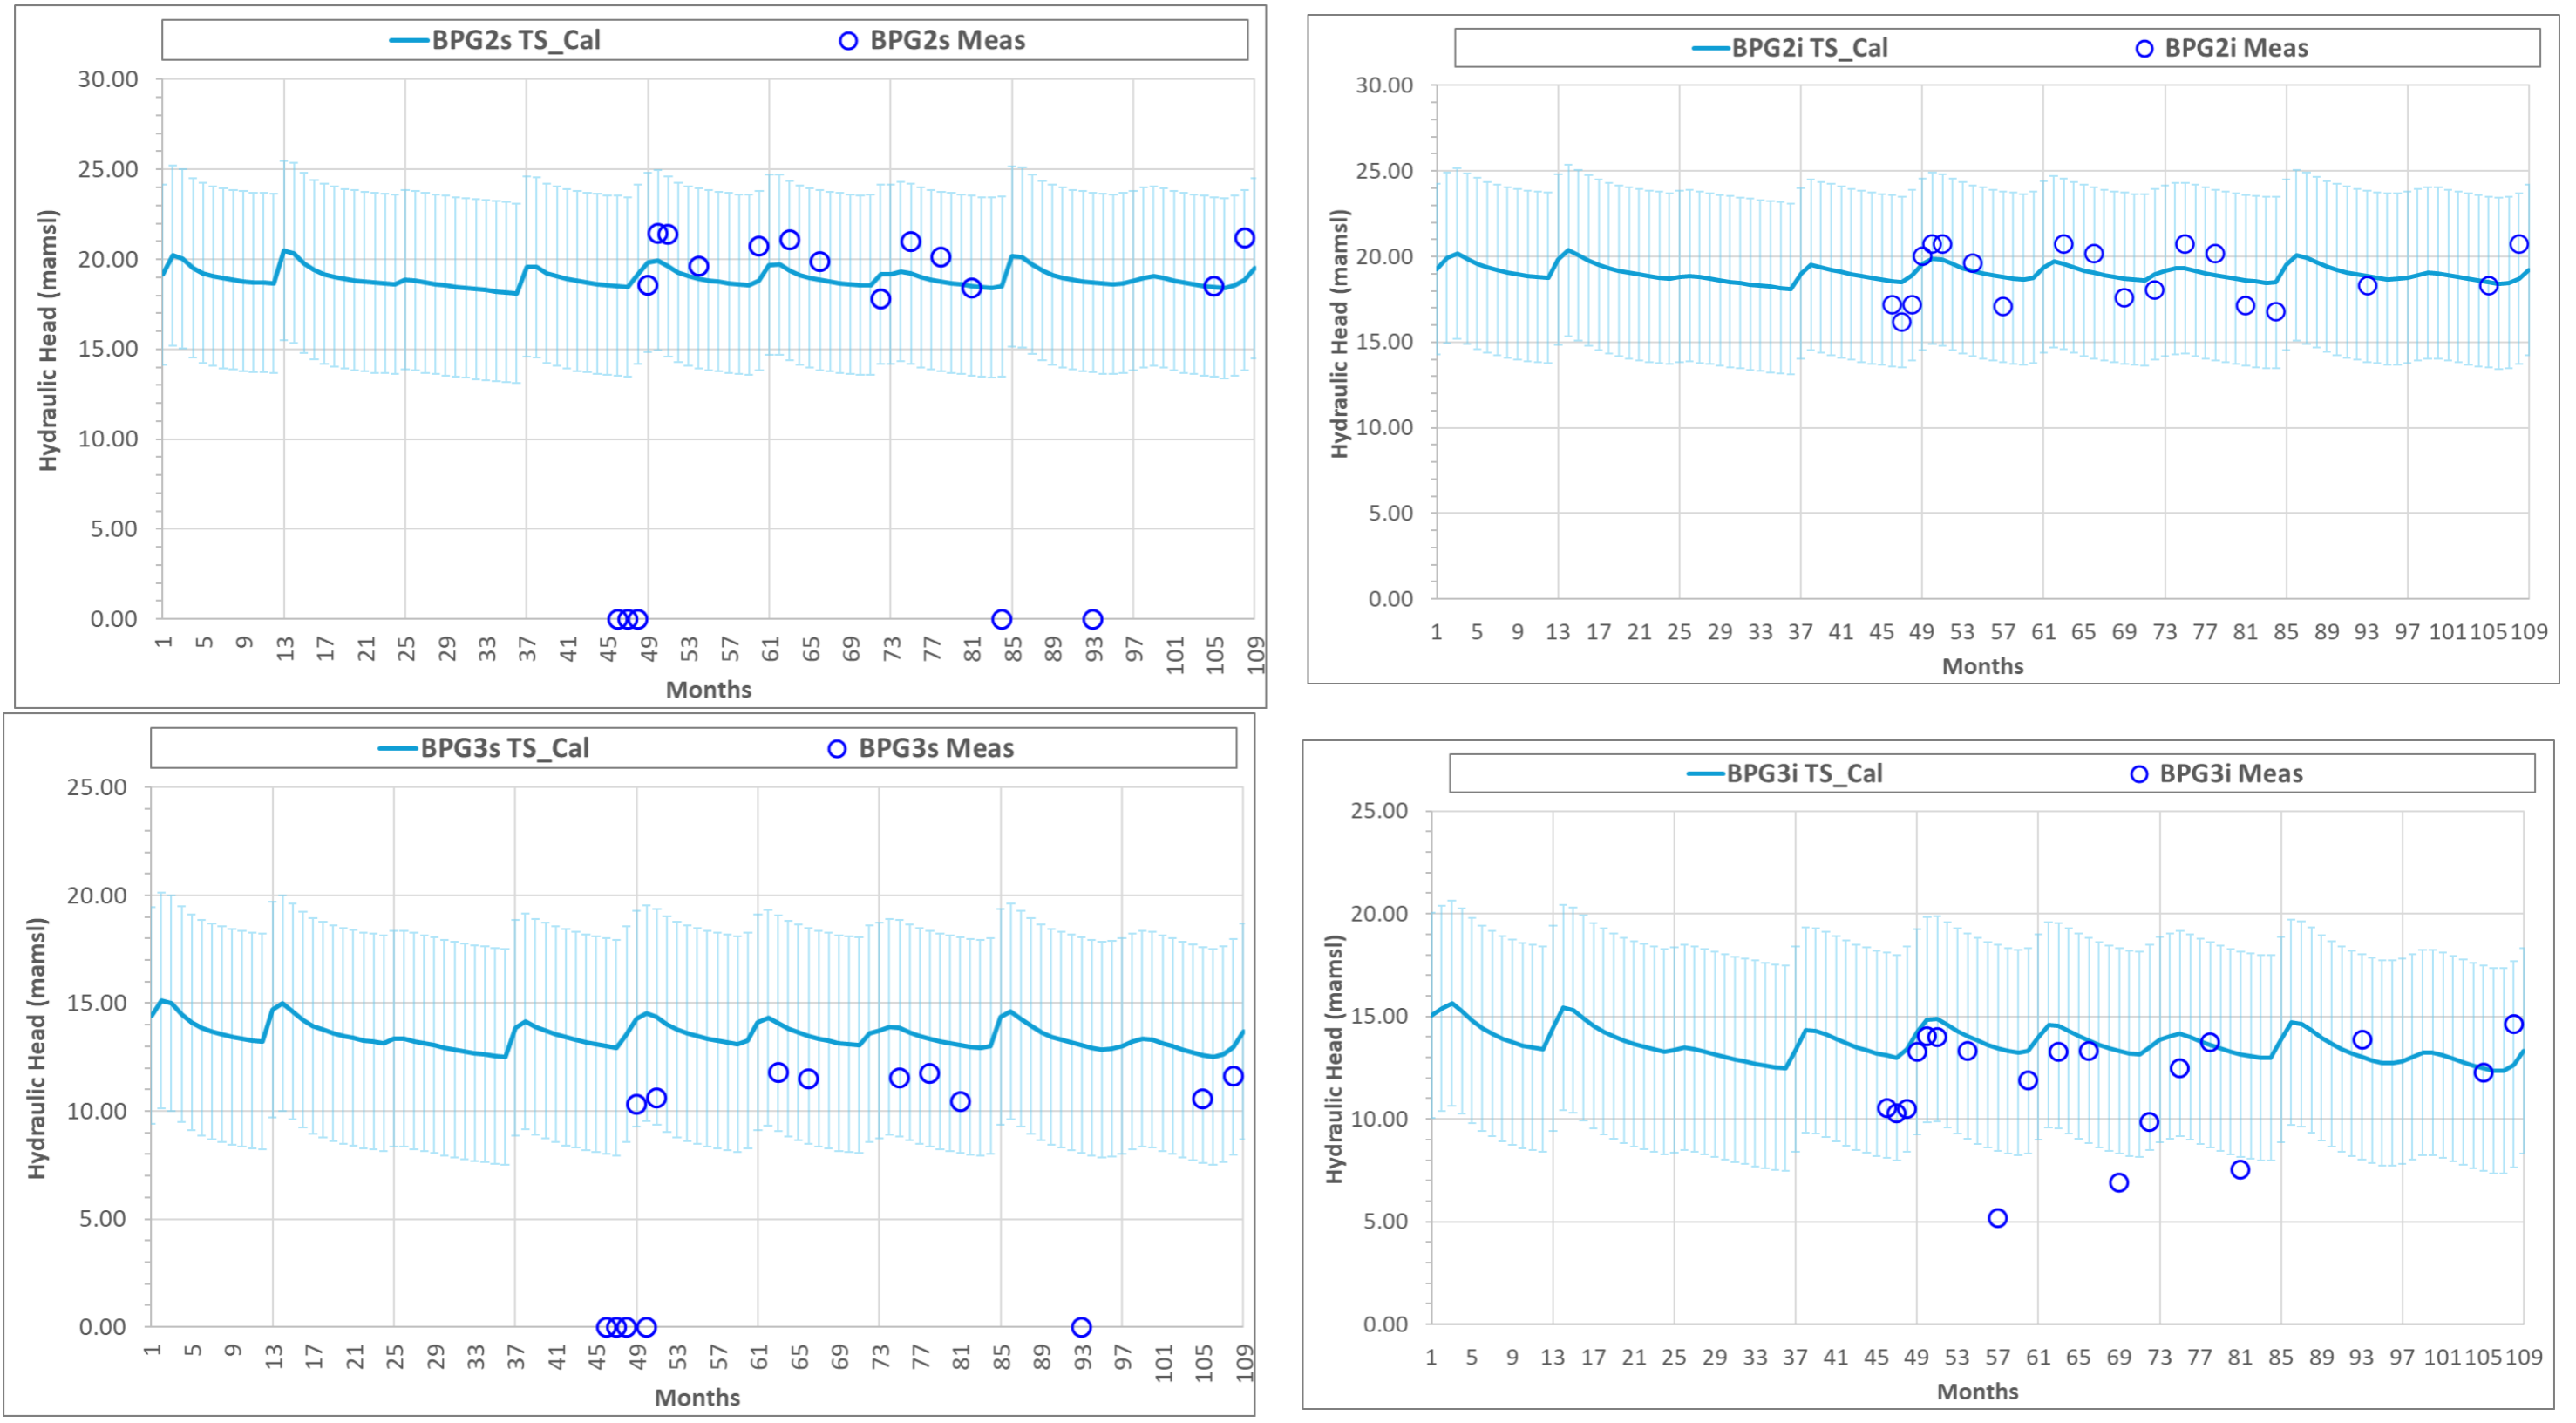 BPG2s TS_Cal BPG2s Meas
30.00
25.00
20.00
15.00
10.00
5.00
0.00
Hydraulic Head (mamsl)
1 5 9 13 17 21 25 29 33 37 41 45 49 53 57 61 65 69 73 77 81 85 89 93 97 101 105 109
Months
BPG2i TS_Cal BPG2i Meas
30.00
25.00
20.00
15.00
10.00
5.00
0.00
Hydraulic Head (mamsl)
1 5 9 13 17 21 25 29 33 37 41 45 49 53 57 61 65 69 73 77 81 85 89 93 97 101 105 109
Months
BPG3s TS_Cal BPG3s Meas
25.00
20.00
15.00
10.00
5.00
0.00
Hydraulic Head (mamsl)
1 5 9 13 17 21 25 29 33 37 41 45 49 53 57 61 65 69 73 77 81 85 89 93 97 101 105 109
Months
BPG3i TS_Cal BPG3i Meas
25.00
20.00
15.00
10.00
5.00
0.00
Hydraulic Head (mamsl)
1 5 9 13 17 21 25 29 33 37 41 45 49 53 57 61 65 69 73 77 81 85 89 93 97 101 105 109
Months